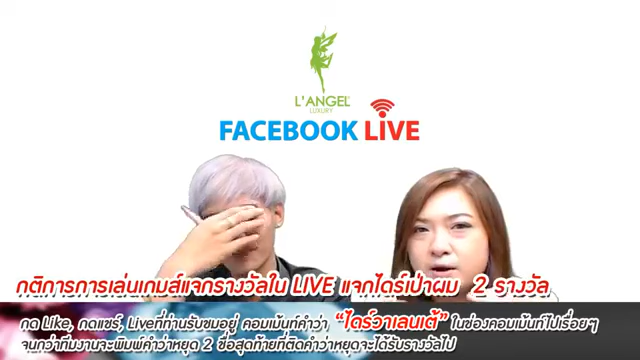 L'ANGEL
LUXURY
FACEBOOK LIVE
กติการการเล่นเกมส์แจกรางวัลใน LIVE แจกไดร์เป่าผม 2 รางวัล
กด Like, กดแชร์, Liveที่ท่านรับชมอยู่ คอมเม้นท์คำว่า “ไดร์วาเลนเต้” ในช่องคอมเม้นท์ไปเรื่อยๆ
จนกว่าทีมงานจะพิมพ์คำว่าหยุด 2 ชื่อสุดท้ายที่ติดคำว่าหยุดจะได้รับรางวัลไป